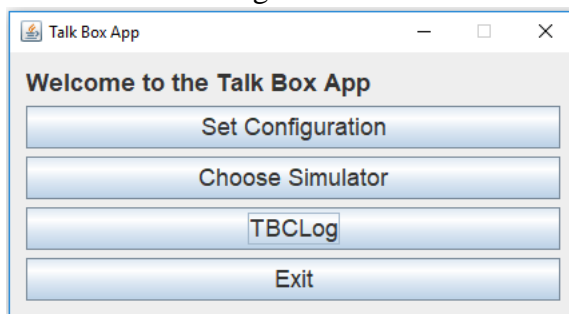 Talk Box App
Welcome to the Talk Box App
Set Configuration
Choose Simulator
TBCLog
Exit